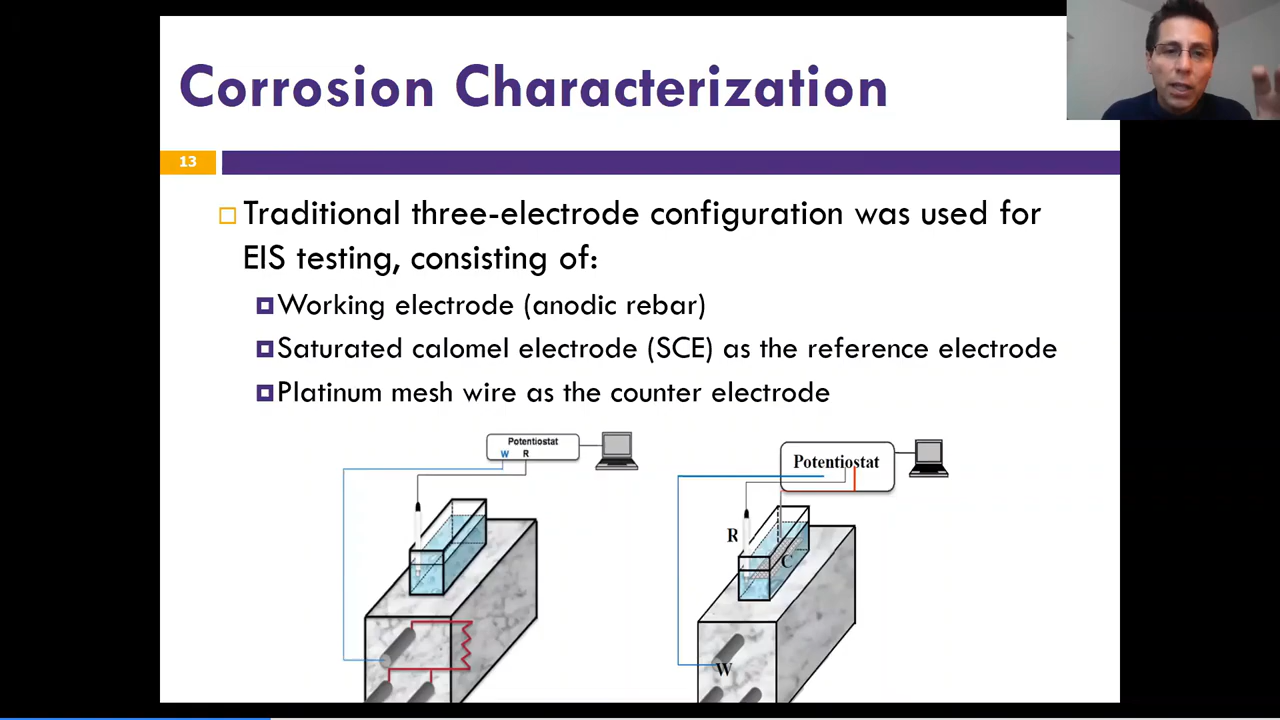 Corrosion Characterization
13
Traditional three-electrode configuration was used for
EIS testing, consisting of:
Working electrode (anodic rebar)
Saturated calomel electrode (SCE) as the reference electrode
Platinum mesh wire as the counter electrode
Potentiostat
W R
Potentiostat
R
C
W